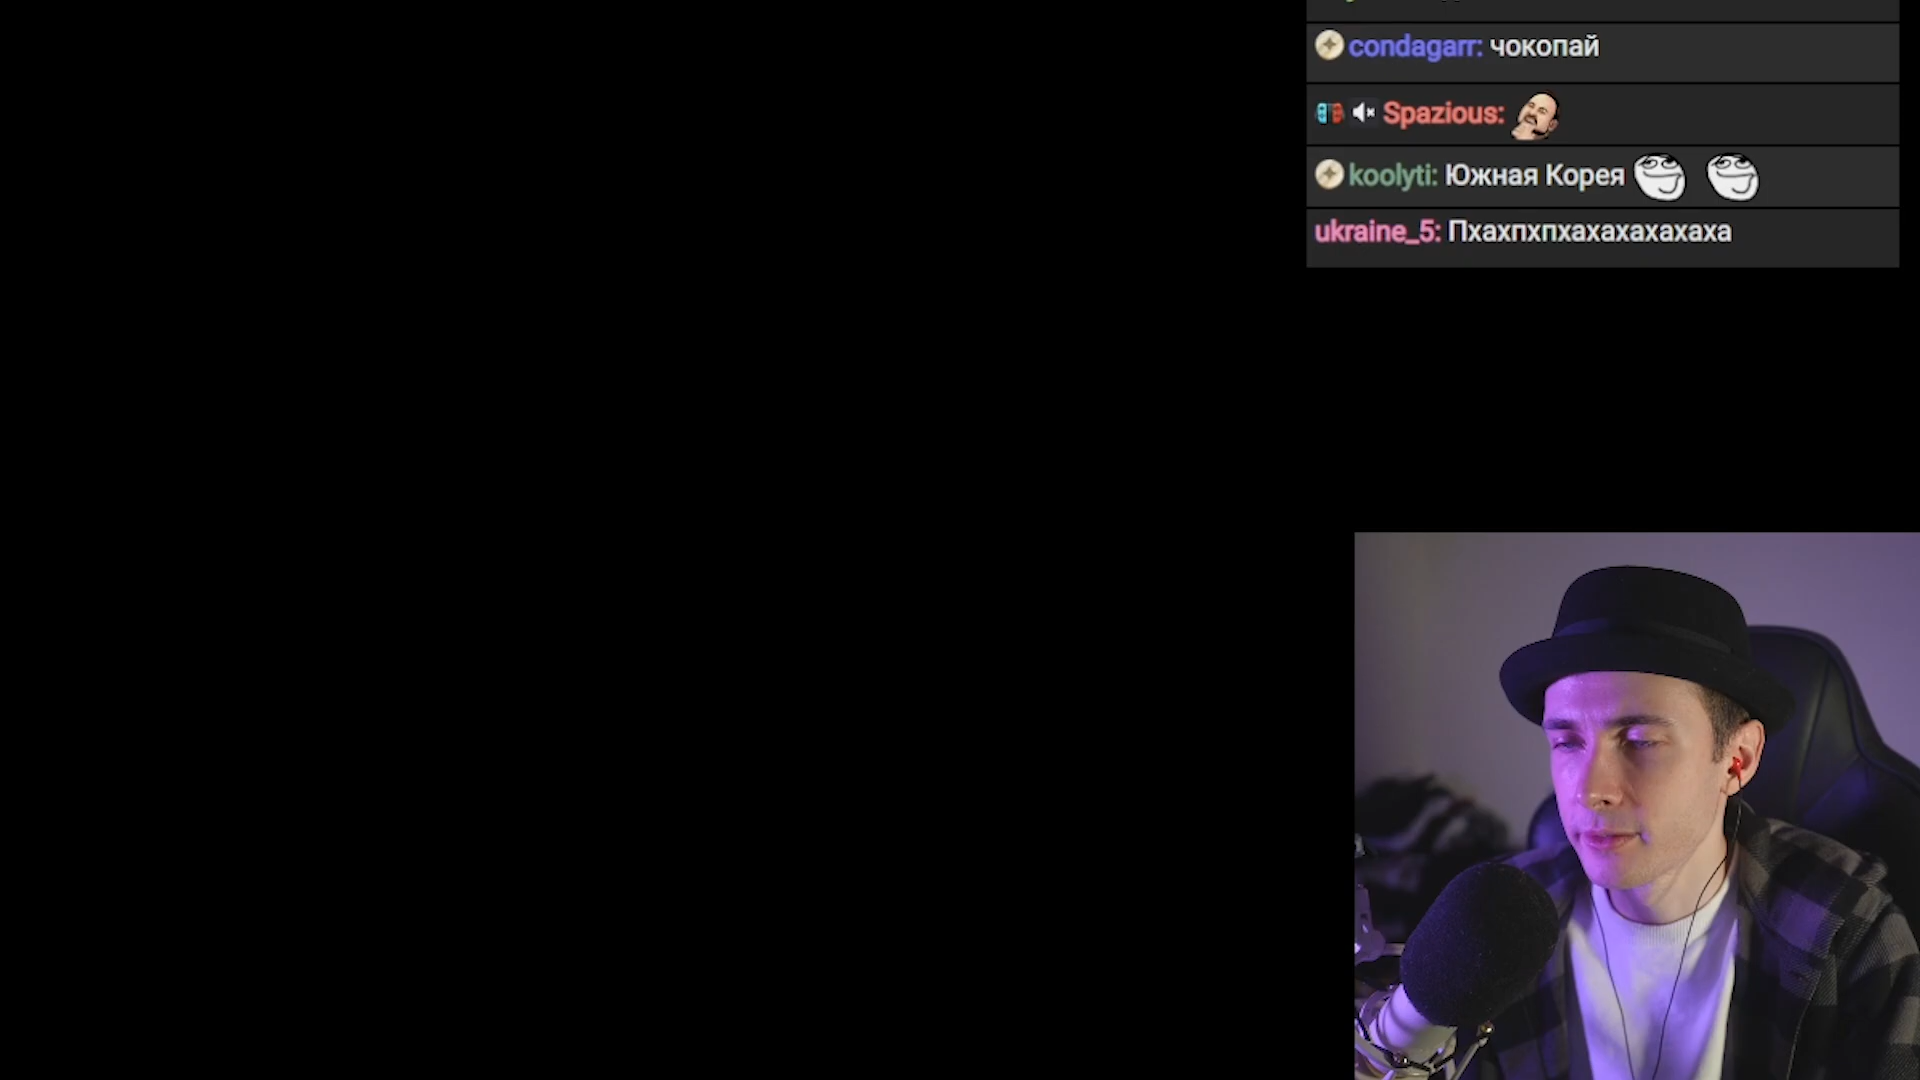 condagarr: чокопай
Spazious:
koolyti: Южная Корея
ukraine_5: Пхахпхпхахахахахаха